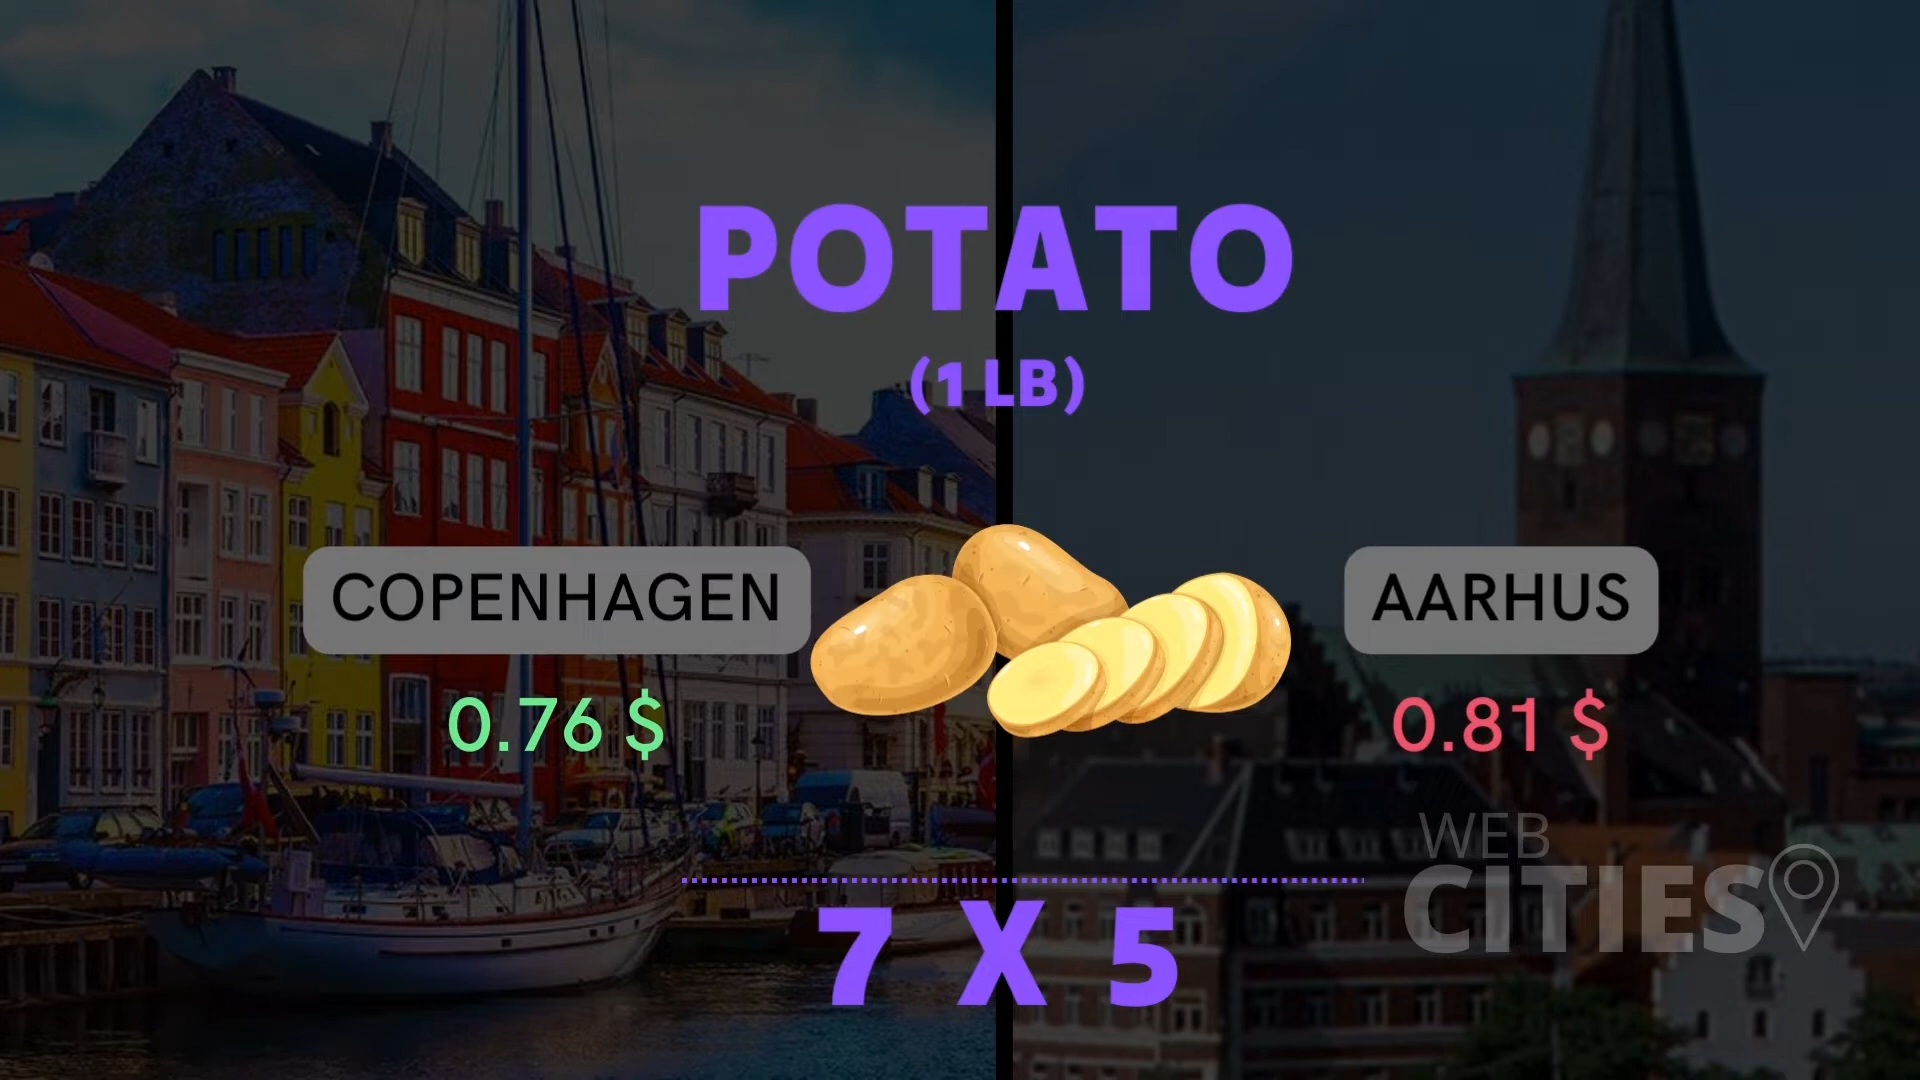 POTATO
(1 LB)
COPENHAGEN
AARHUS
0.76 $
0.81 $
WEB
CITIES
7 X 5